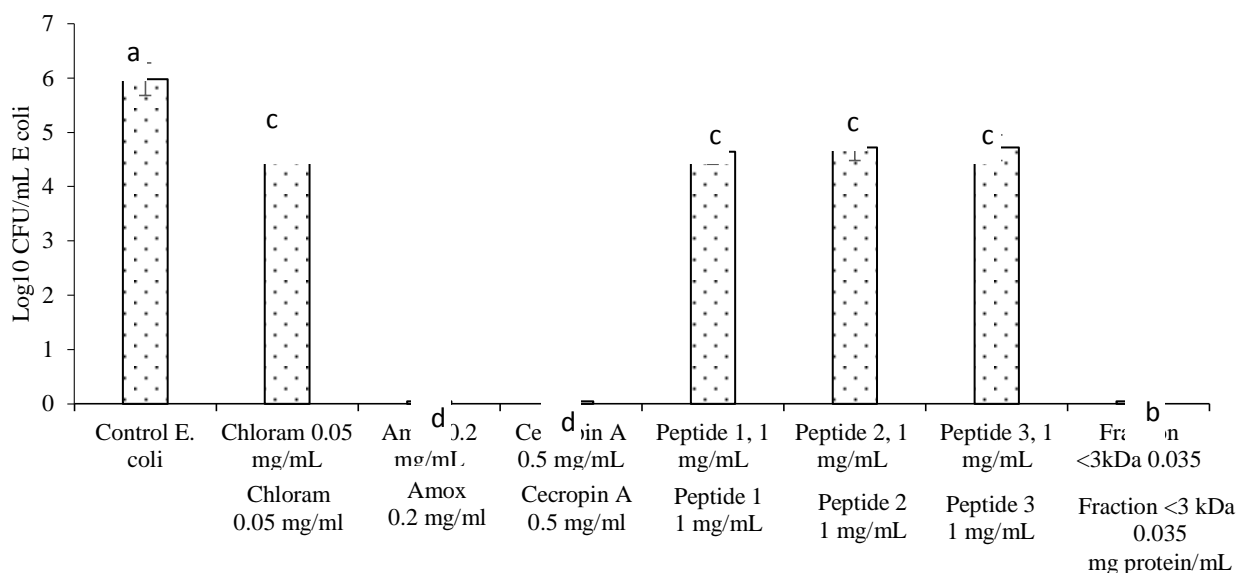 Log10 CFU/mL E coli
7
6
5
4
3
2
1
0
a
c
c
c
c
d
d
b
Control E.
coli
Chloram 0.05
mg/mL
0.2
mg/mL
A
0.5 mg/mL
Peptide 1, 1
mg/mL
Peptide 2, 1
mg/mL
Peptide 3, 1
mg/mL
<3kDa 0.035
Chloram
0.05 mg/ml
Amox
0.2 mg/ml
Cecropin A
0.5 mg/ml
Peptide 1
1 mg/mL
Peptide 2
1 mg/mL
Peptide 3
1 mg/mL
Fraction <3 kDa
0.035
mg protein/mL